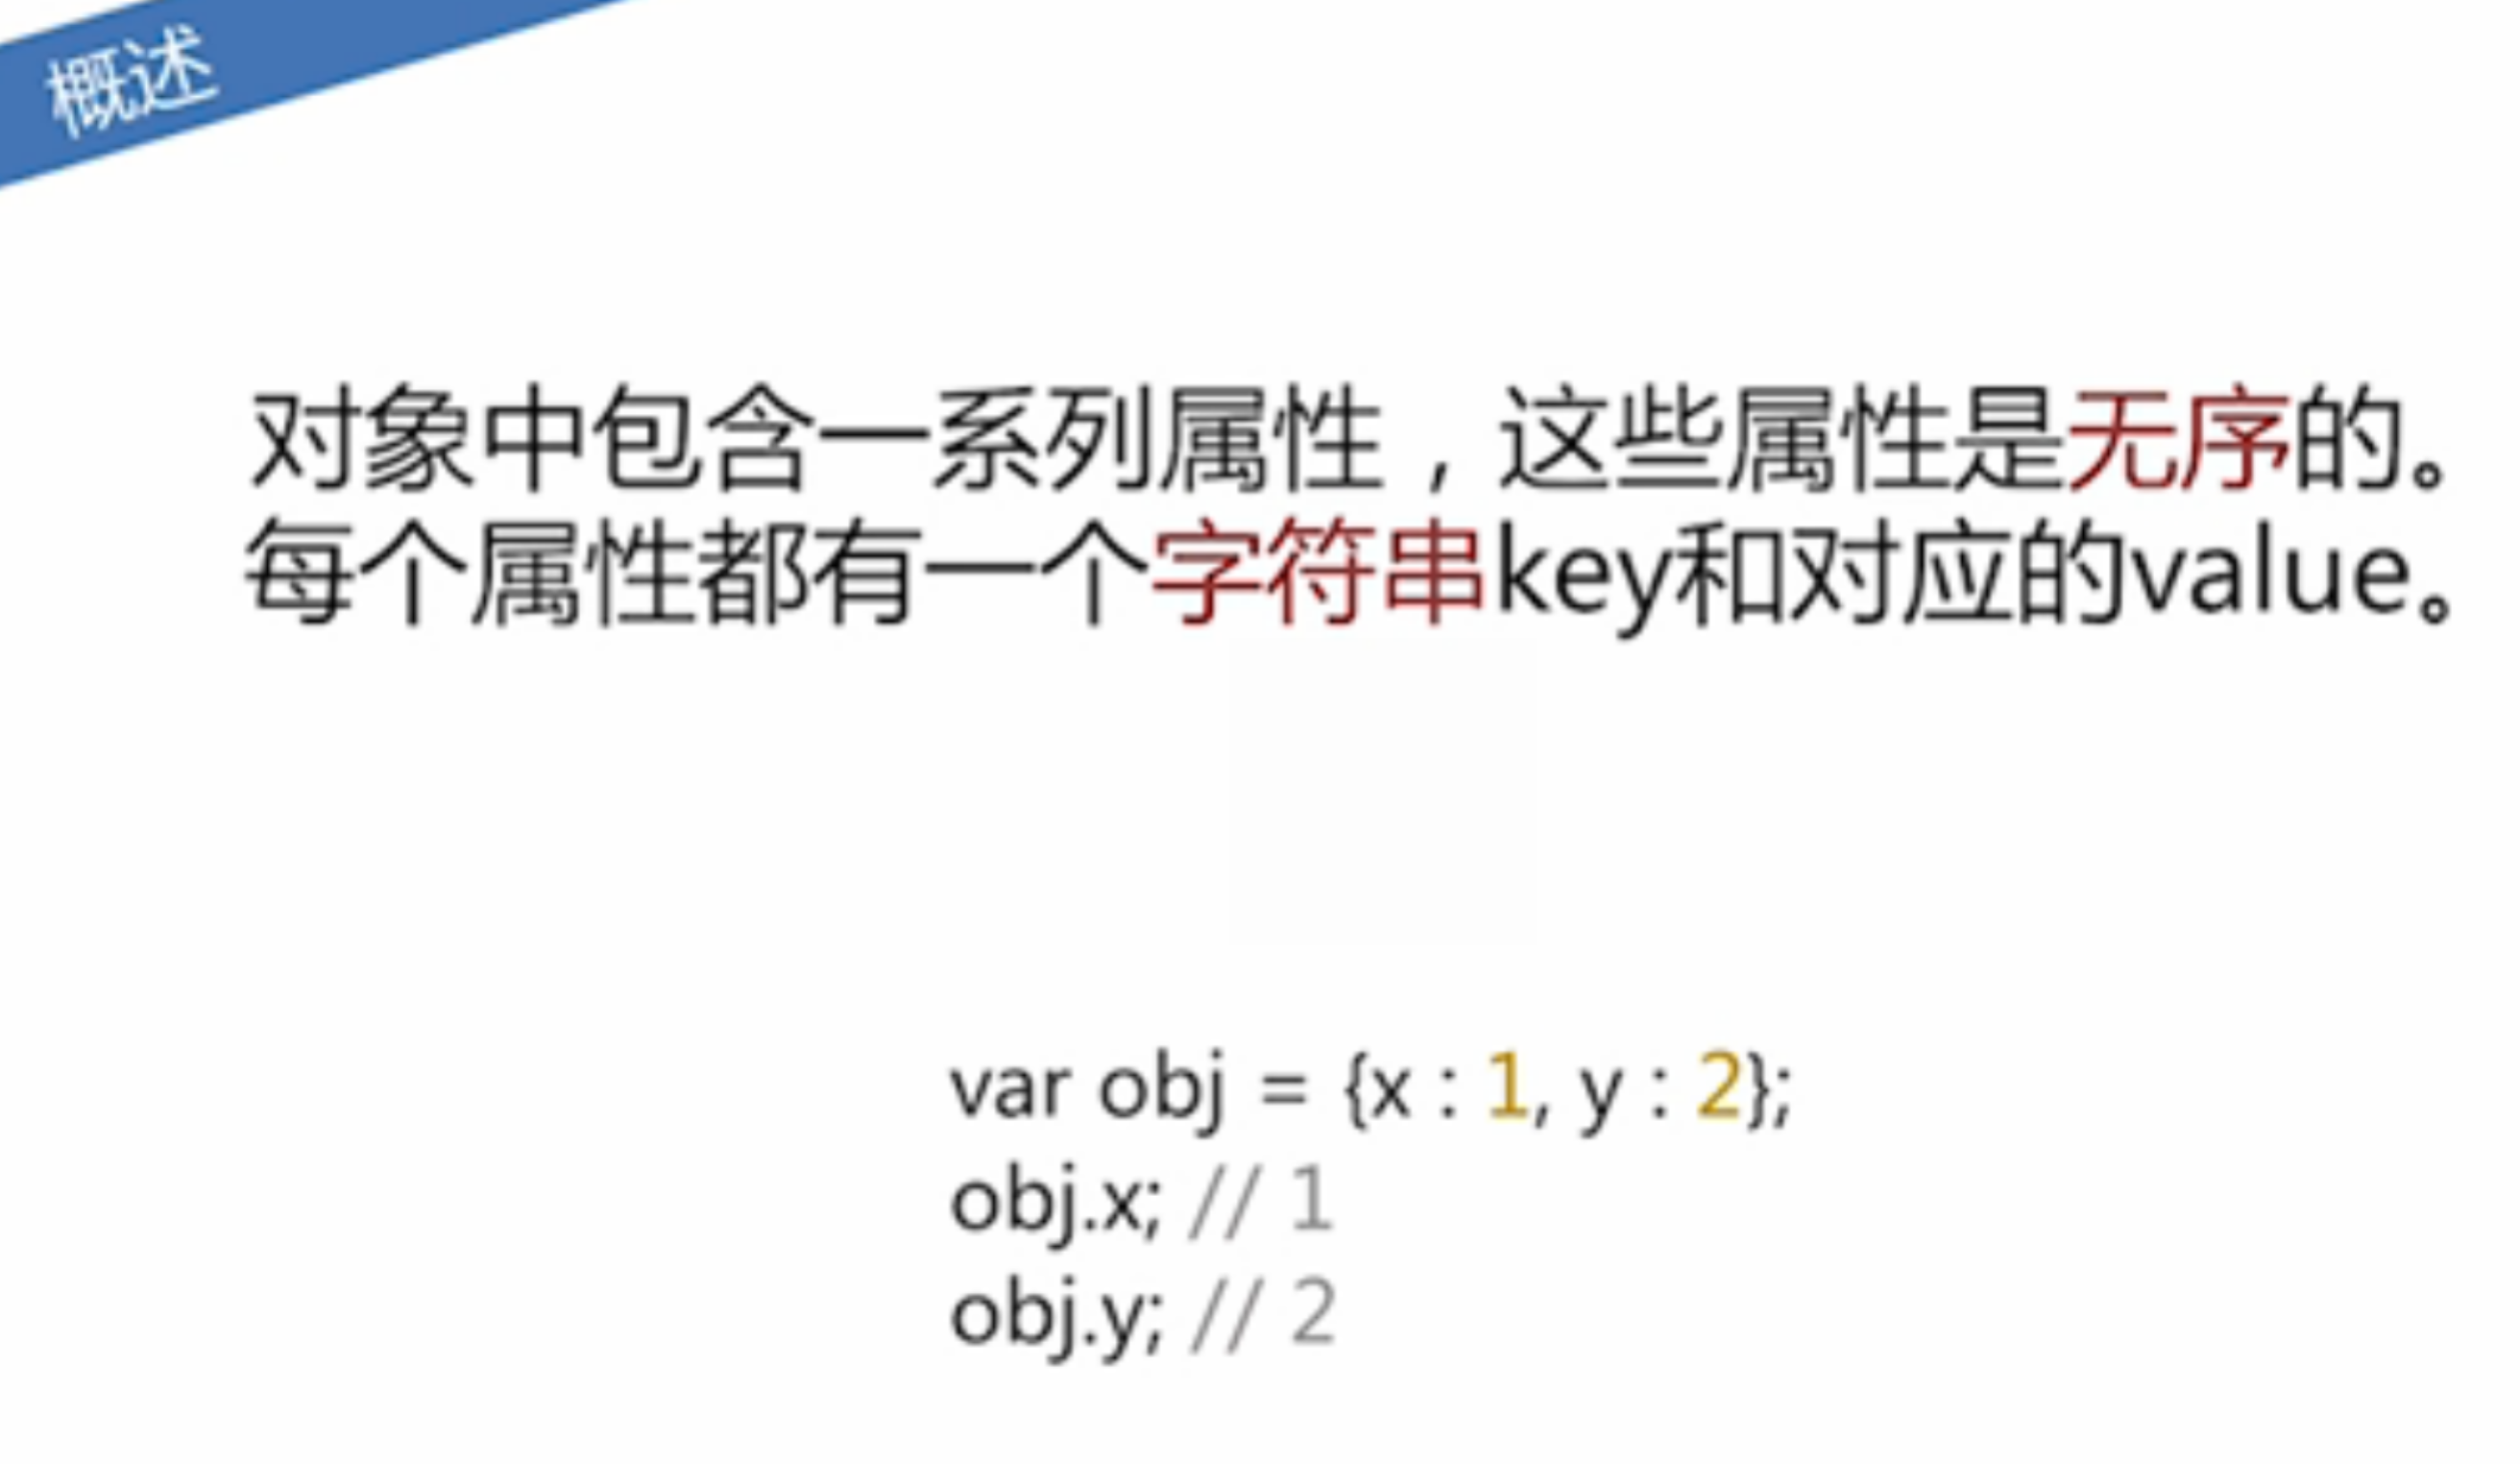 概述
对象中包含一系列属性，这些属性是无序的。
每个属性都有一个字符串key和对应的value。
var obj = {x : 1, y : 2};
obj.x; // 1
obj.y; // 2